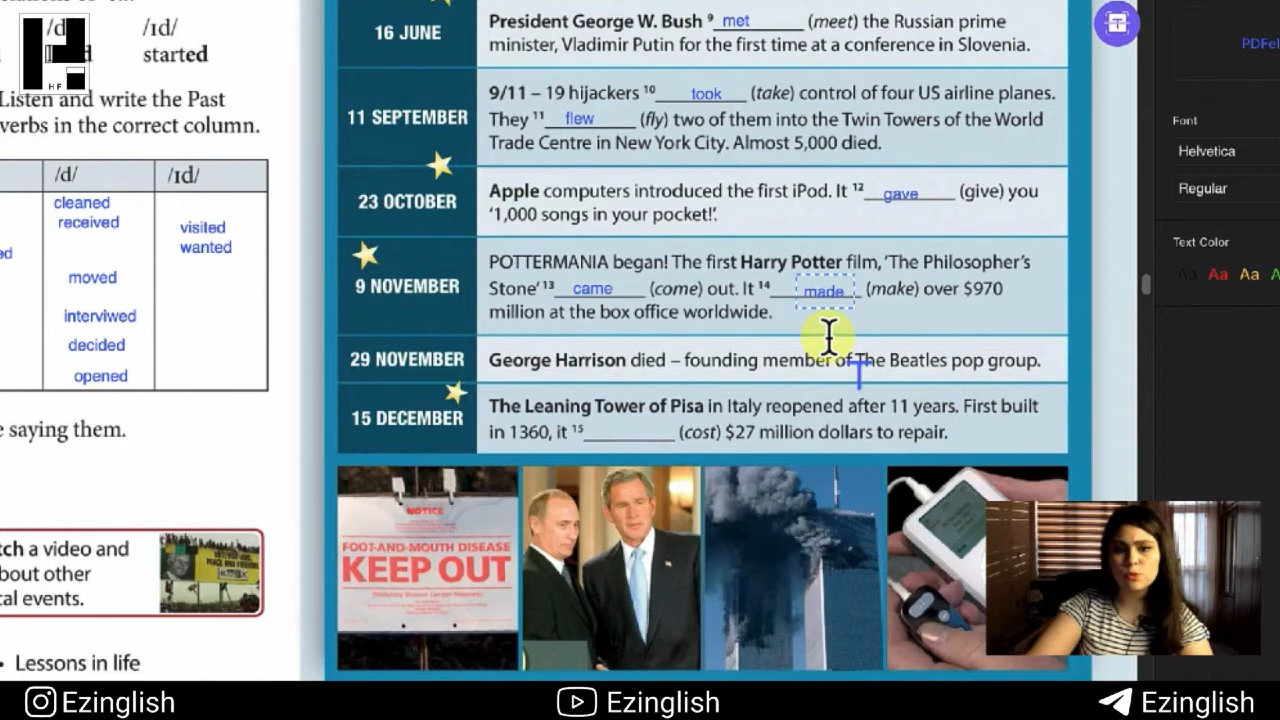 /d /ɪd/
d started
HF
Listen and write the Past
verbs in the correct column.
/d/ /ɪd/
cleaned
received
visited
wanted
ed
moved
interviwed
decided
opened
e saying them.
tch a video and
bout other
cal events.
• Lessons in life
16 JUNE
President George W. Bush 9 met (meet) the Russian prime
minister, Vladimir Putin for the first time at a conference in Slovenia.
11 SEPTEMBER
9/11 – 19 hijackers 10 took (take) control of four US airline planes.
They 11 flew (fly) two of them into the Twin Towers of the World
Trade Centre in New York City. Almost 5,000 died.
23 OCTOBER
Apple computers introduced the first iPod. It 12 gave (give) you
‘1,000 songs in your pocket!’.
9 NOVEMBER
POTTERMANIA began! The first Harry Potter film, ‘The Philosopher’s
Stone’ 13 came (come) out. It 14 made (make) over $970
million at the box office worldwide.
29 NOVEMBER
George Harrison died – founding member of The Beatles pop group.
15 DECEMBER
The Leaning Tower of Pisa in Italy reopened after 11 years. First built
in 1360, it 15 ________ (cost) $27 million dollars to repair.
NOTICE
FOOT-AND-MOUTH DISEASE
KEEP OUT
PDFel
Font
Helvetica
Regular
Text Color
Aa Aa Aa A
Ezinglish
Ezinglish
Ezinglish